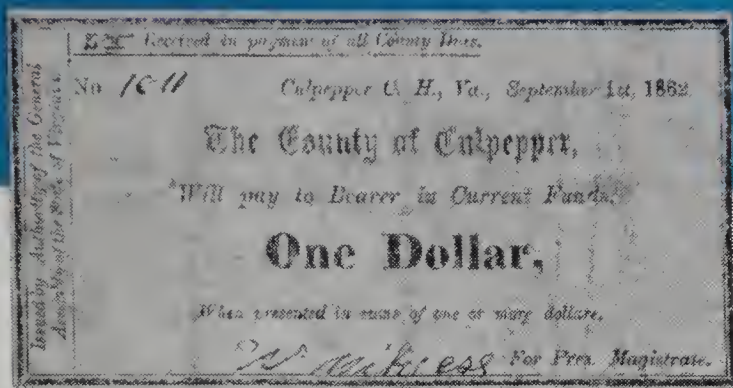 Received in payment of all County Dues.
No Culpepper C. H., Va., September 1st, 1862
The County of Culpepper,
Will pay to Bearer in Current Funds,
One Dollar,
When presented in sums of one or more dollars.
For Pres. Magistrate.
Issued by Authority of the General
Assembly of the State of Virginia.